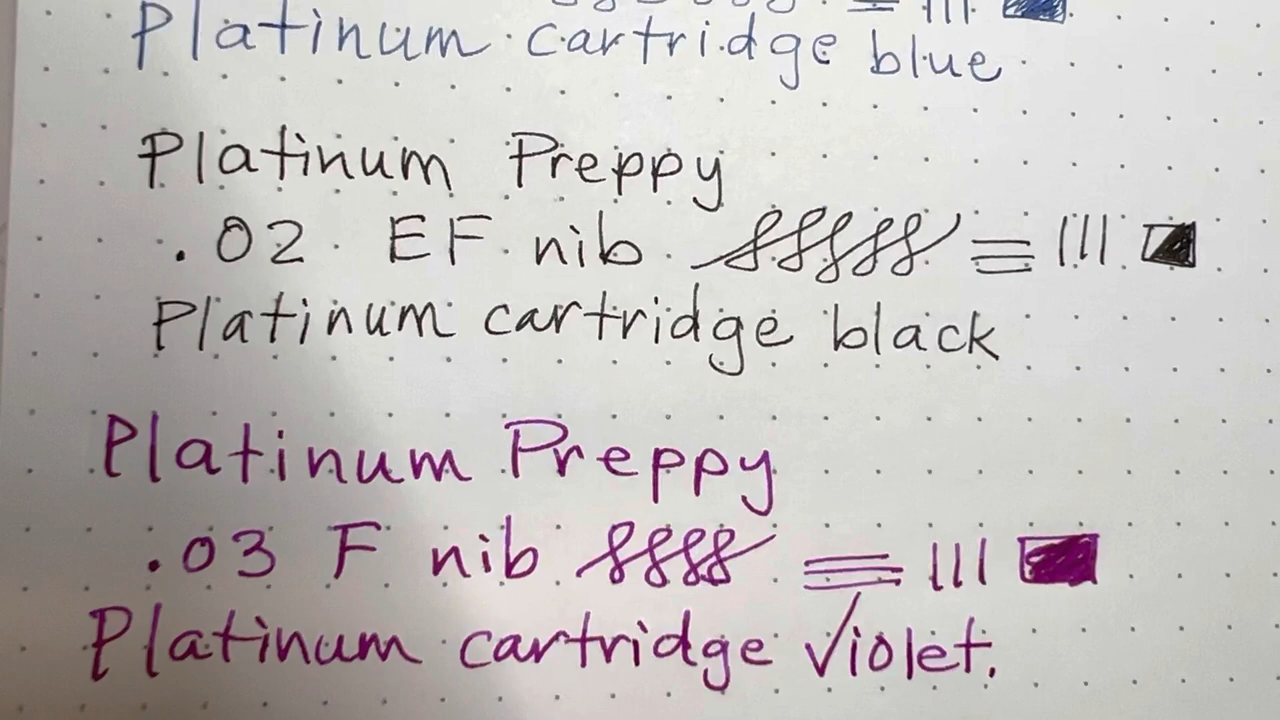 Platinum cartridge blue
Platinum Preppy
.02 EF nib
Platinum cartridge black
Platinum Preppy
.03 F nib
Platinum cartridge Violet.